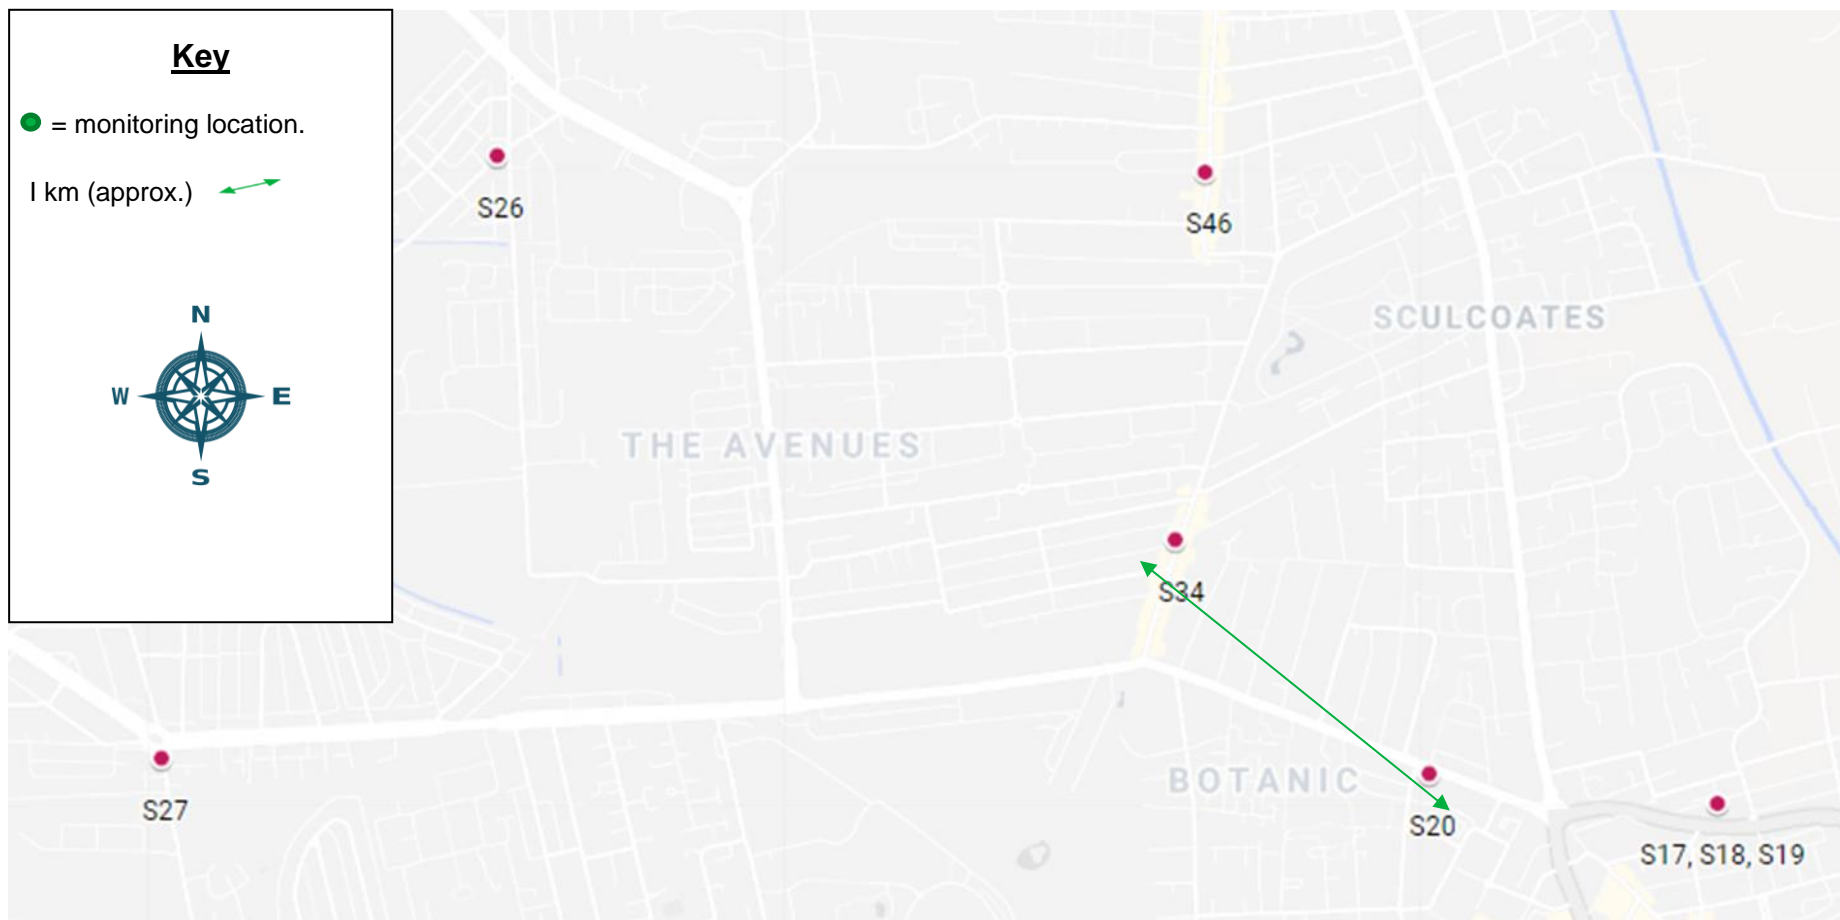 Key
= monitoring location.
I km (approx.)
N
W E
S
S26
S46
SCULCOATES
THE AVENUES
S34
BOTANIC
S27
S20
S17, S18, S19